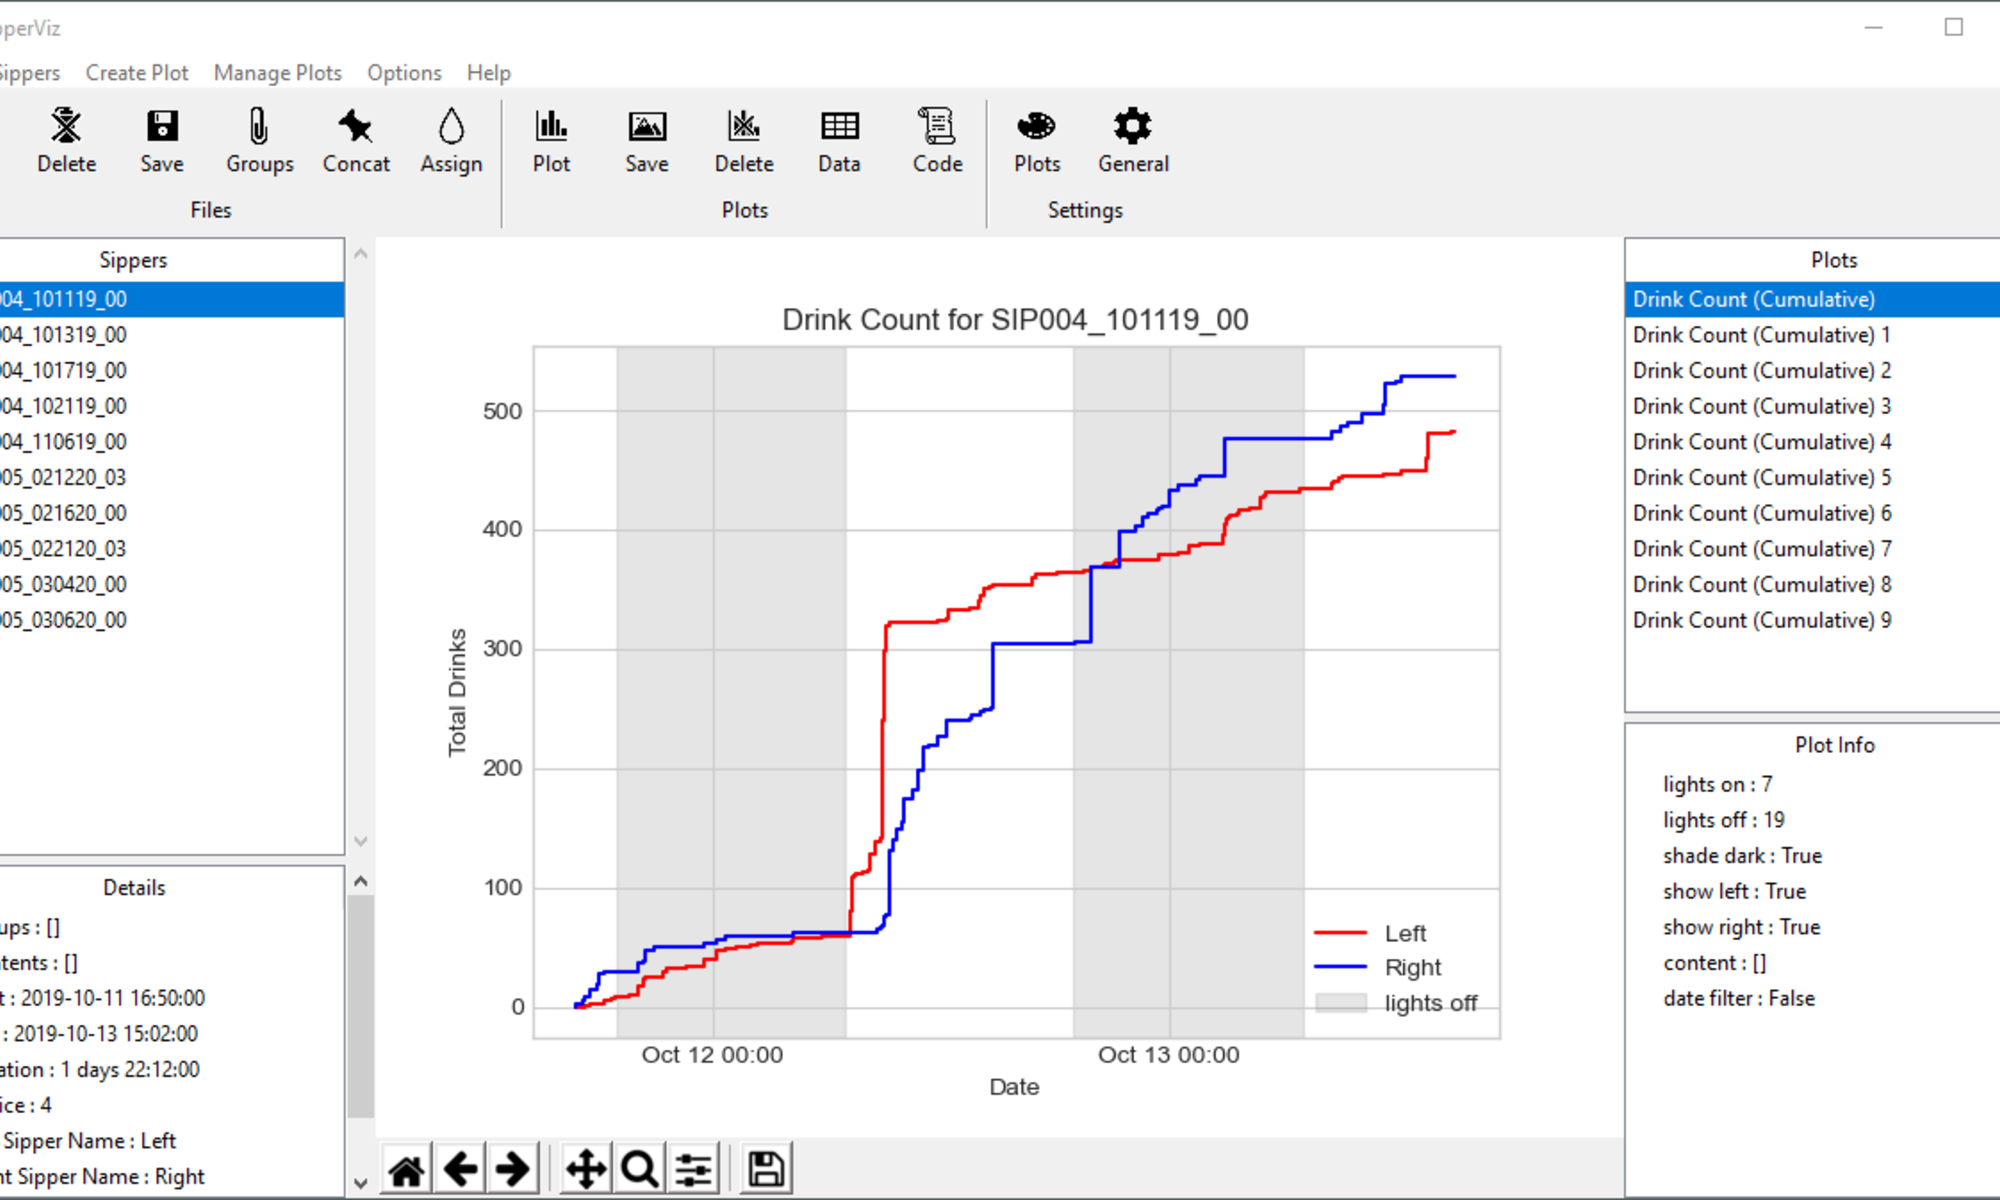 perViz
Sippers Create Plot Manage Plots Options Help
Delete Save Groups Concat Assign Plot Save Delete Data Code Plots General
Files Plots Settings
Sippers
04_101119_00
04_101319_00
04_101719_00
04_102119_00
04_110619_00
05_021220_03
05_021620_00
05_022120_03
05_030420_00
05_030620_00
Details
ups : []
tents : []
t : 2019-10-11 16:50:00
: 2019-10-13 15:02:00
ation : 1 days 22:12:00
ice : 4
Sipper Name : Left
nt Sipper Name : Right
Drink Count for SIP004_101119_00
Total Drinks
500
400
300
200
100
0
Left
Right
lights off
Oct 12 00:00 Oct 13 00:00
Date
Plots
Drink Count (Cumulative)
Drink Count (Cumulative) 1
Drink Count (Cumulative) 2
Drink Count (Cumulative) 3
Drink Count (Cumulative) 4
Drink Count (Cumulative) 5
Drink Count (Cumulative) 6
Drink Count (Cumulative) 7
Drink Count (Cumulative) 8
Drink Count (Cumulative) 9
Plot Info
lights on : 7
lights off : 19
shade dark : True
show left : True
show right : True
content : []
date filter : False